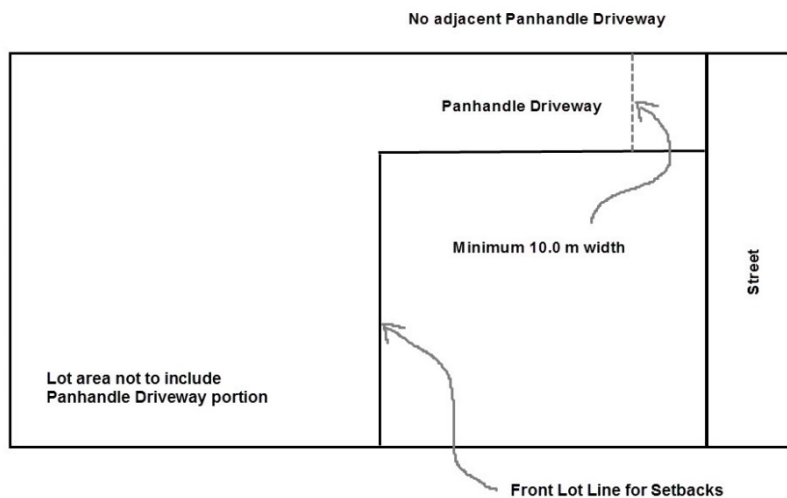 No adjacent Panhandle Driveway
Panhandle Driveway
Minimum 10.0 m width
Street
Lot area not to include
Panhandle Driveway portion
Front Lot Line for Setbacks